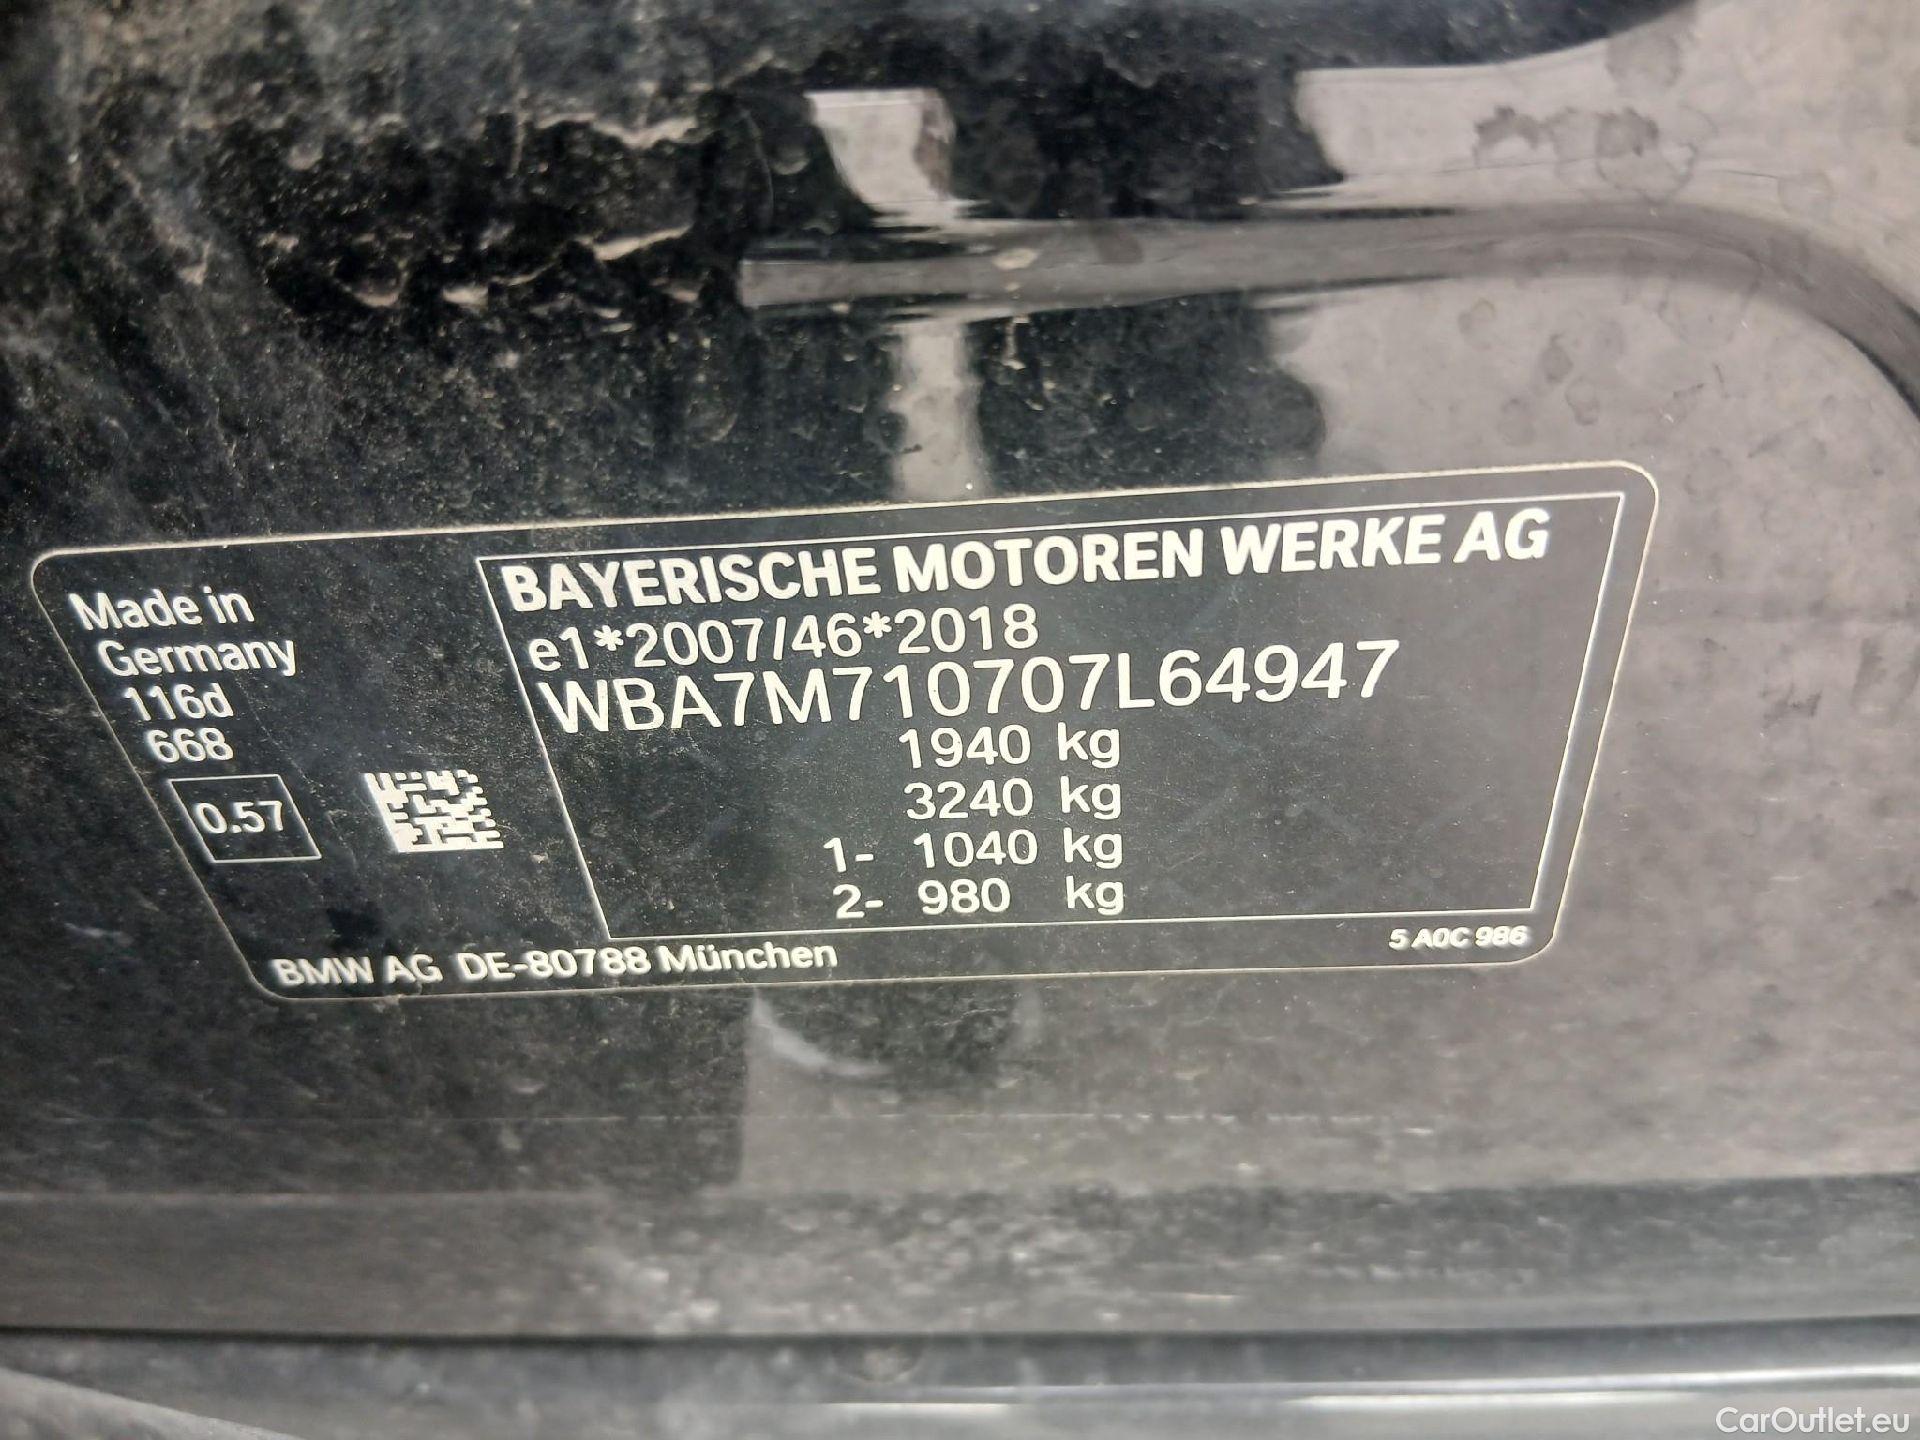 Made in
Germany
116d
668
0.57
BAYERISCHE MOTOREN WERKE AG
e1*2007/46*2018
WBA7M710707L64947
1940 kg
3240 kg
1- 1040 kg
2- 980 kg
BMW AG DE-80788 München
5 A0C 986
CarOutlet.eu